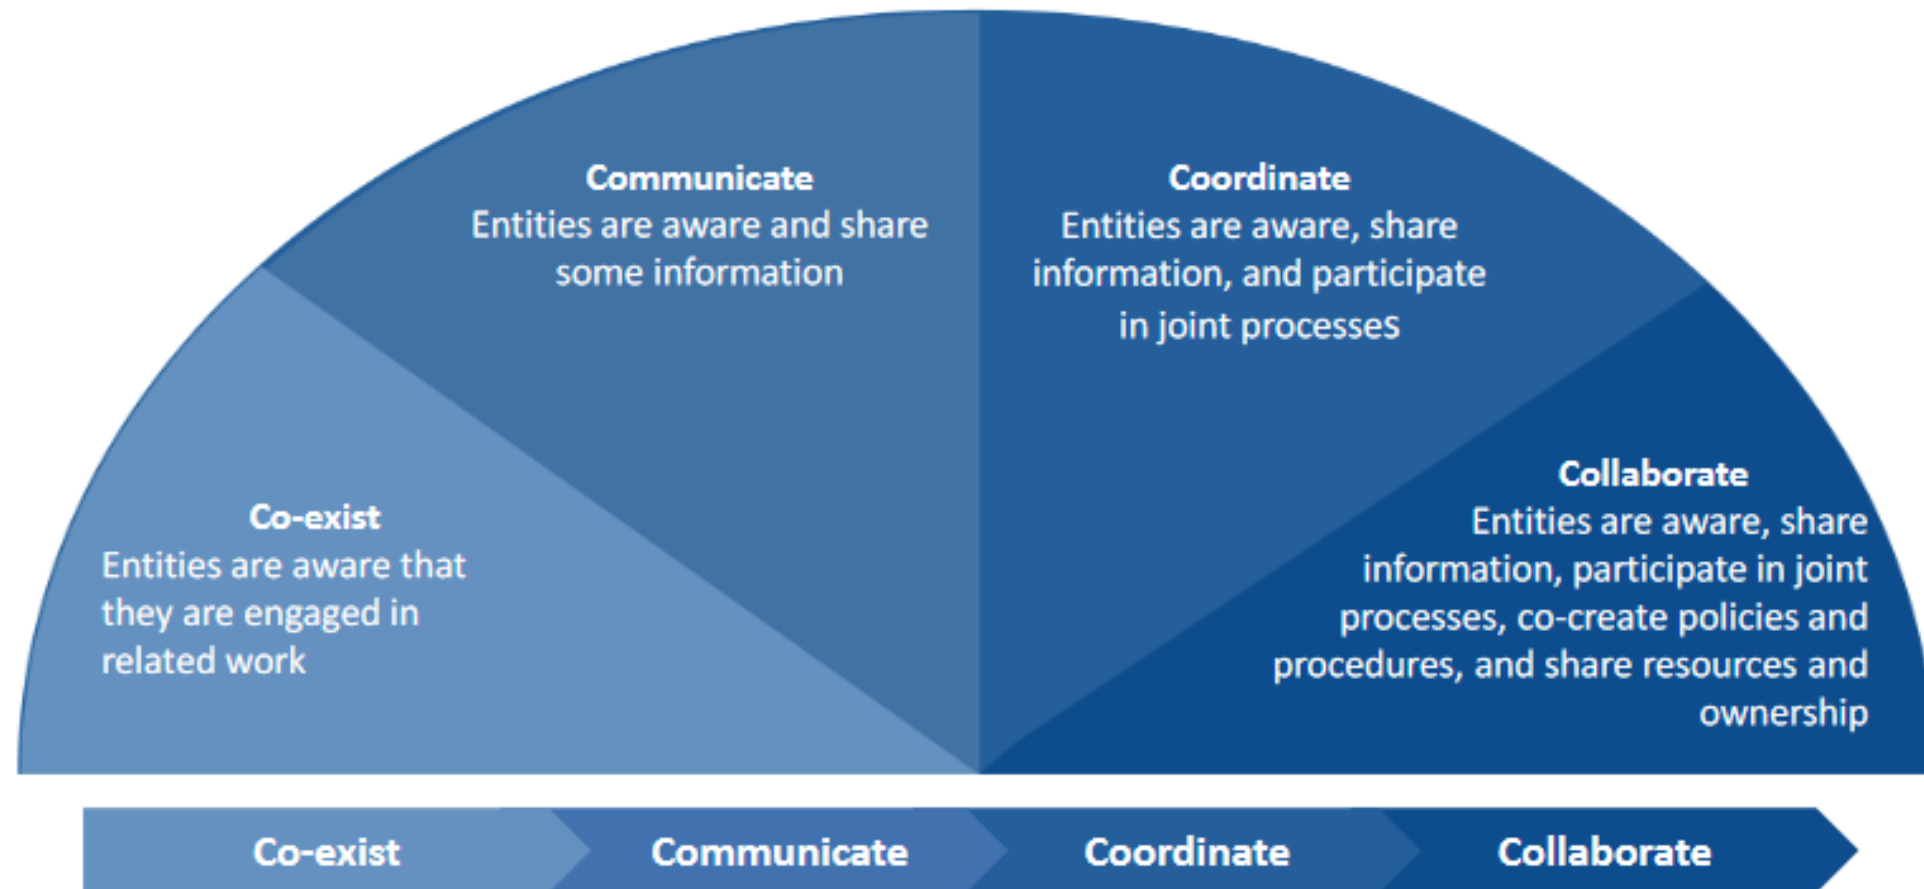 Communicate
Entities are aware and share
some information
Coordinate
Entities are aware, share
information, and participate
in joint processes
Co-exist
Entities are aware that
they are engaged in
related work
Collaborate
Entities are aware, share
information, participate in joint
processes, co-create policies and
procedures, and share resources and
ownership
Co-exist
Communicate
Coordinate
Collaborate